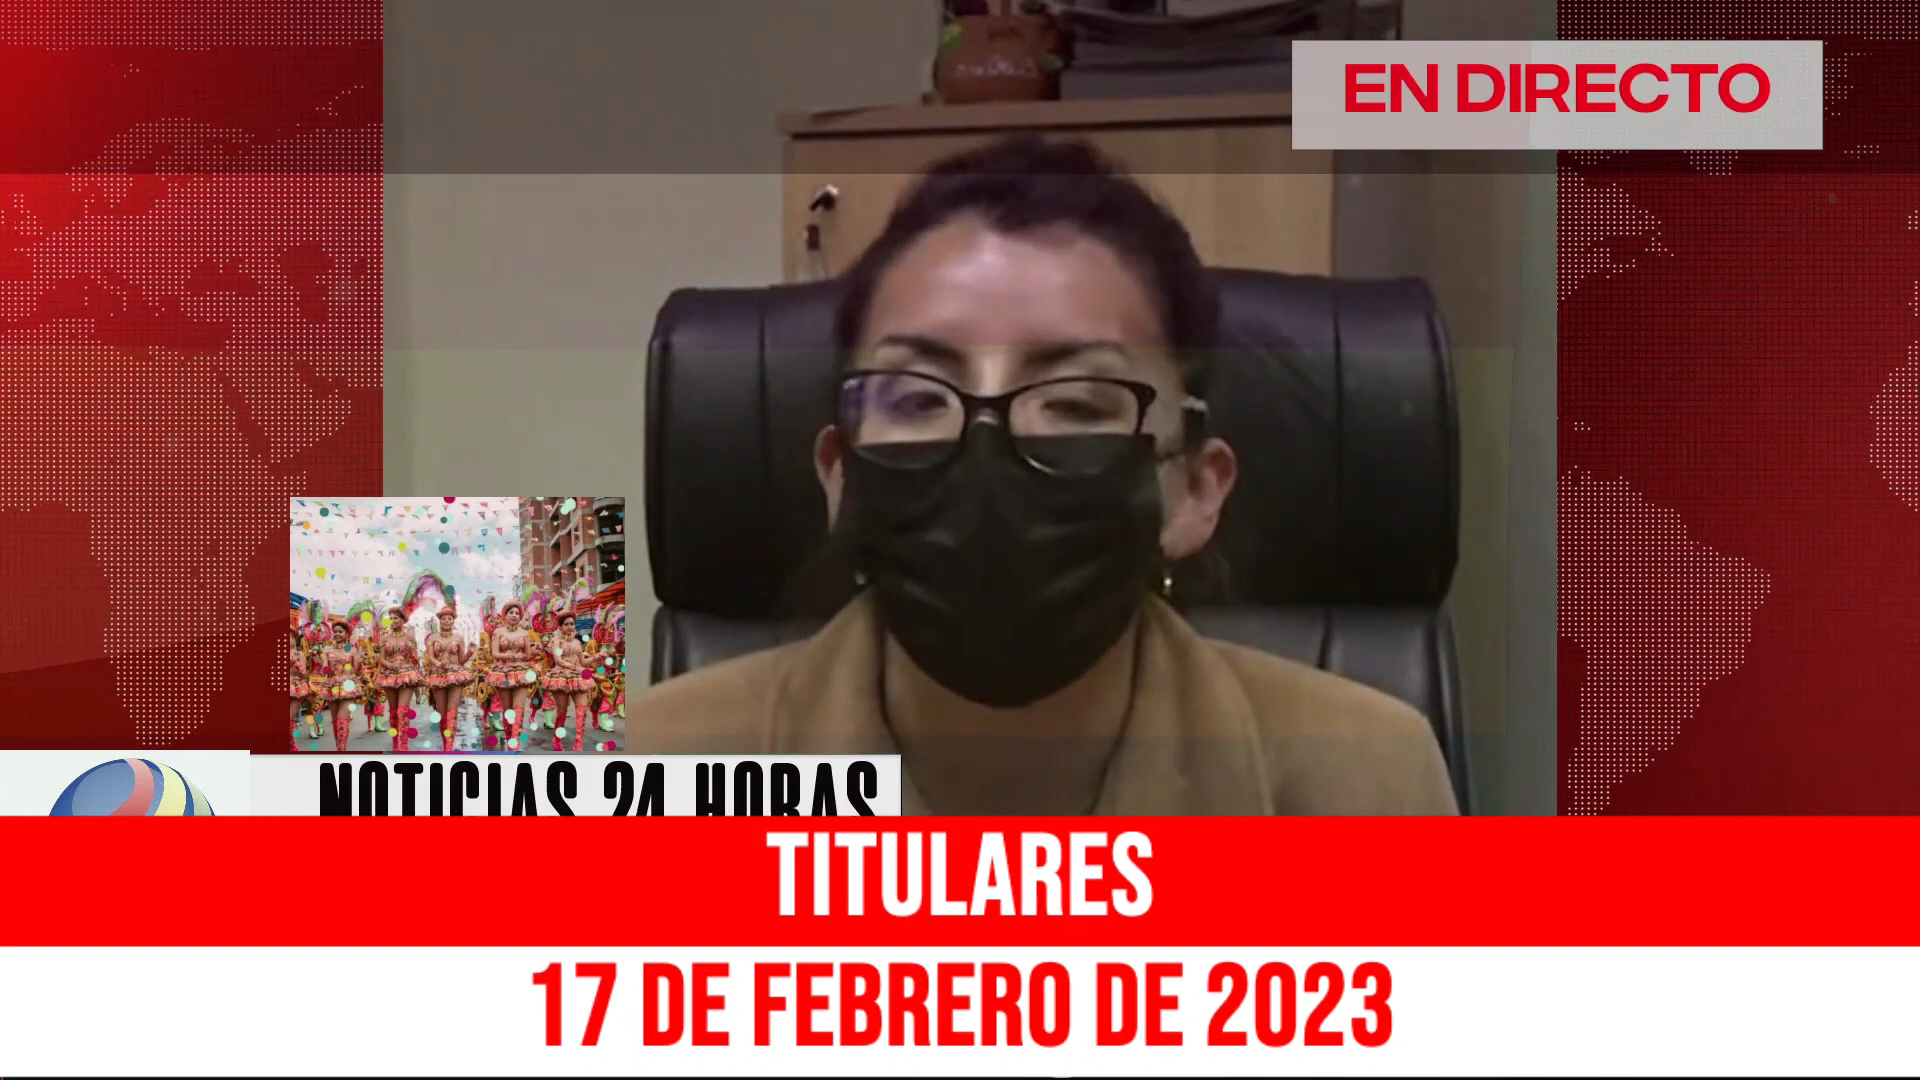 EN DIRECTO
NOTICIAS 24 HORAS
TITULARES
17 DE FEBRERO DE 2023